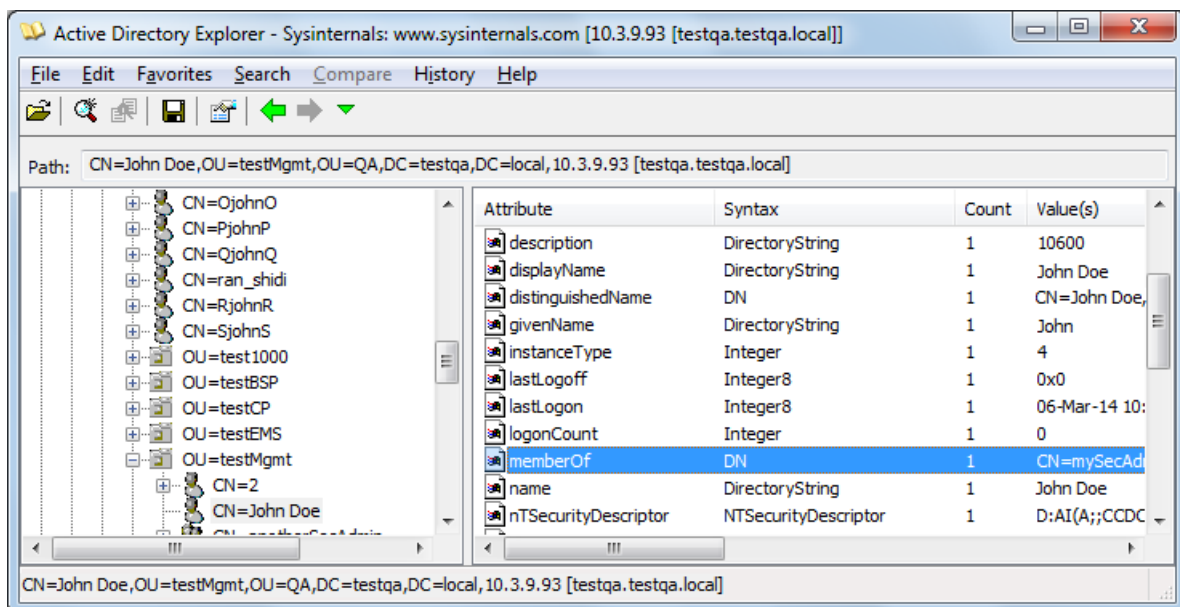 Active Directory Explorer - Sysinternals: www.sysinternals.com [10.3.9.93 [testqa.testqa.local]]
File Edit Favorites Search Compare History Help
Path: CN=John Doe,OU=testMgmt,OU=QA,DC=testqa,DC=local,10.3.9.93 [testqa.testqa.local]
CN=OjohnO
CN=PjohnP
CN=QjohnQ
CN=ran_shidi
CN=RjohnR
CN=SjohnS
OU=test1000
OU=testBSP
OU=testCP
OU=testEMS
OU=testMgmt
CN=2
CN=John Doe
Attribute Syntax Count Value(s)
description DirectoryString 1 10600
displayName DirectoryString 1 John Doe
distinguishedName DN 1 CN=John Doe,
givenName DirectoryString 1 John
instanceType Integer 1 4
lastLogoff Integer8 1 0x0
lastLogon Integer8 1 06-Mar-14 10:
logonCount Integer 1 0
memberOf DN 1 CN=mySecAd
name DirectoryString 1 John Doe
nTSecurityDescriptor NTSecurityDescriptor 1 D:AI(A;;CCDC
CN=John Doe,OU=testMgmt,OU=QA,DC=testqa,DC=local,10.3.9.93 [testqa.testqa.local]